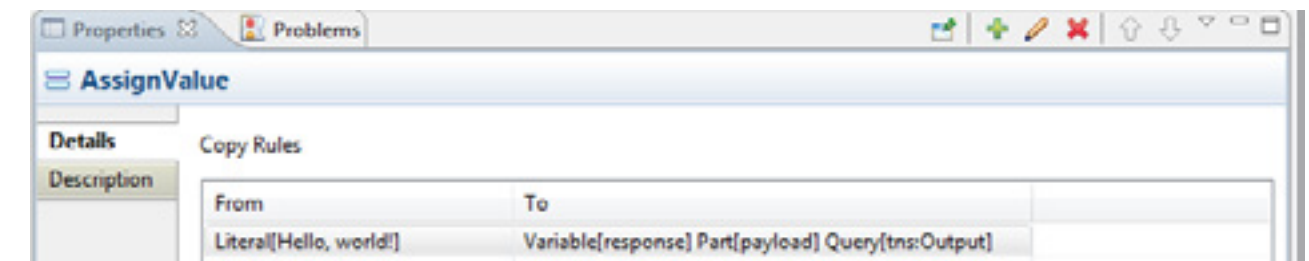 Properties Problems
AssignValue
Details
Copy Rules
Description
From To
Literal[Hello, world!] Variable[response] Part[payload] Query[tns:Output]